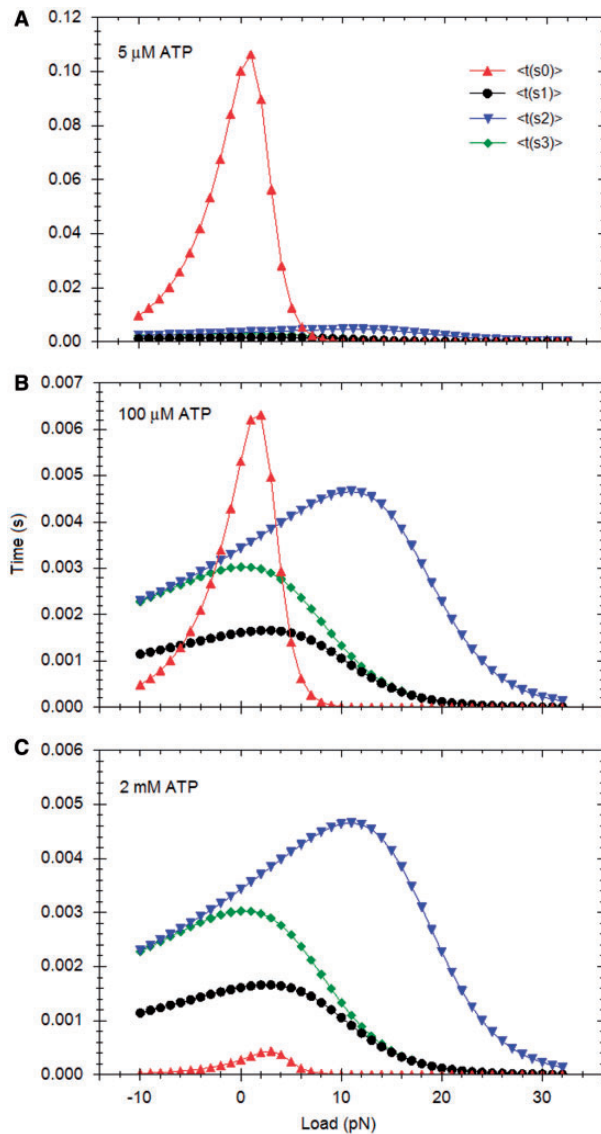 A
5 μM ATP
<t(s0)>
<t(s1)>
<t(s2)>
<t(s3)>
0.12
0.10
0.08
0.06
0.04
0.02
0.00
B
100 μM ATP
0.007
0.006
0.005
0.004
0.003
0.002
0.001
0.000
Time (s)
C
2 mM ATP
0.006
0.005
0.004
0.003
0.002
0.001
0.000
-10 0 10 20 30
Load (pN)